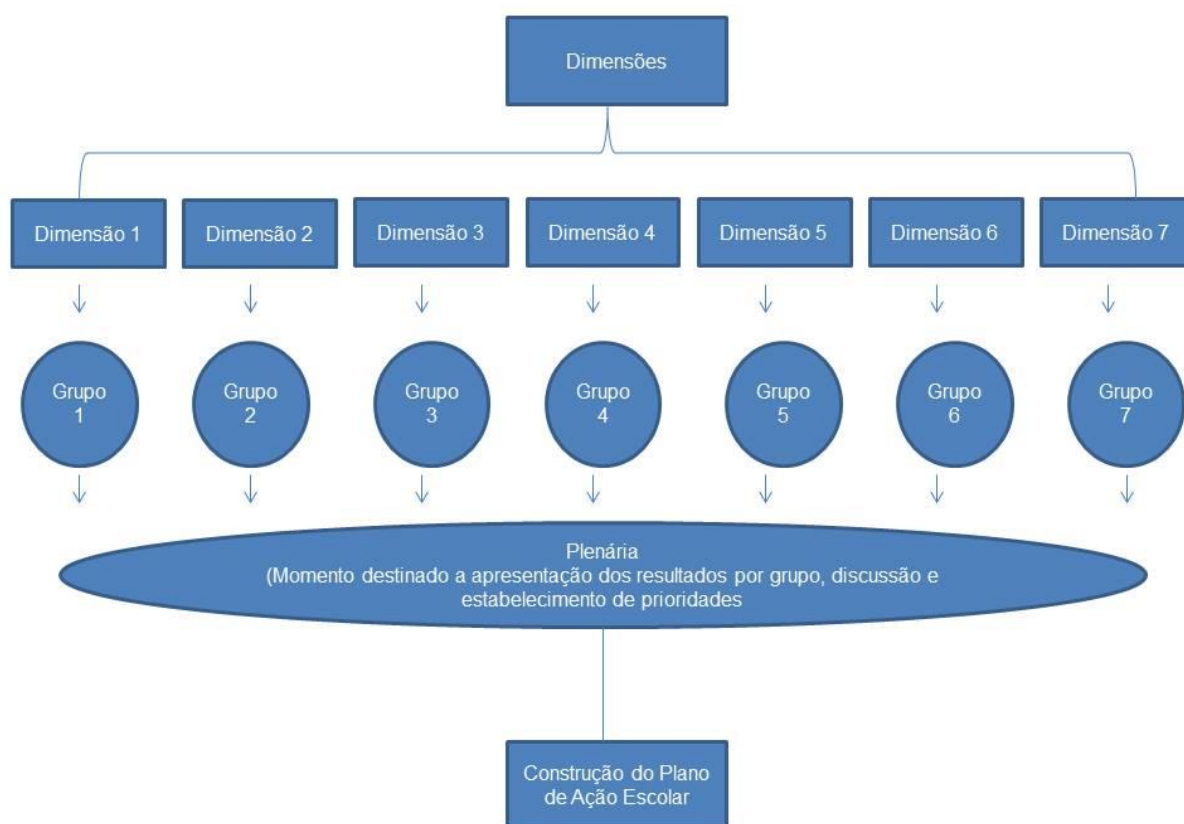 Dimensões
Dimensão 1
Dimensão 2
Dimensão 3
Dimensão 4
Dimensão 5
Dimensão 6
Dimensão 7
Grupo
1
Grupo
2
Grupo
3
Grupo
4
Grupo
5
Grupo
6
Grupo
7
Plenária
(Momento destinado a apresentação dos resultados por grupo, discussão e
estabelecimento de prioridades
Construção do Plano
de Ação Escolar